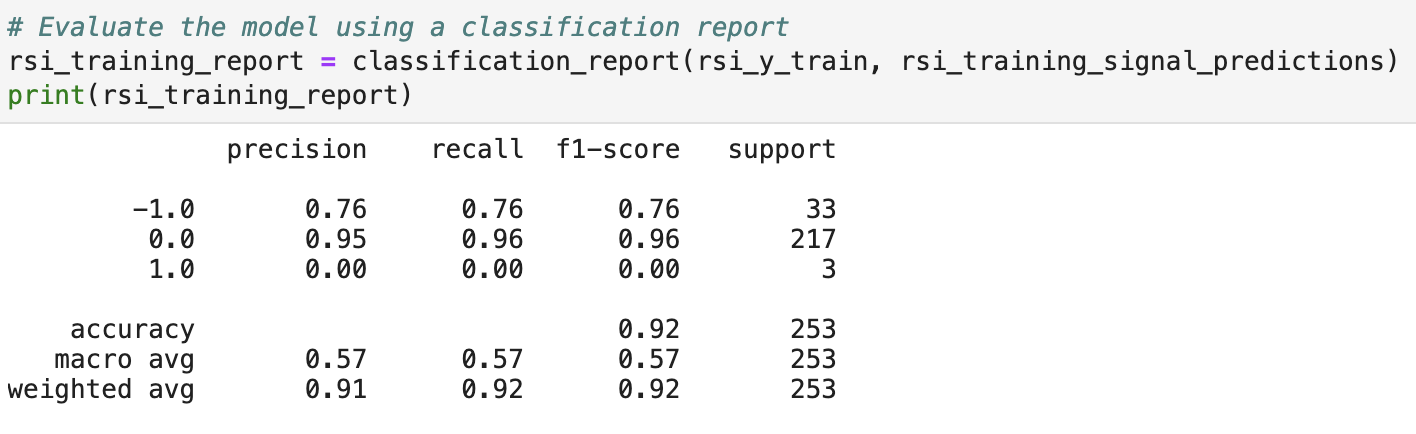 # Evaluate the model using a classification report
rsi_training_report = classification_report(rsi_y_train, rsi_training_signal_predictions)
print(rsi_training_report)
precision recall f1-score support
-1.0 0.76 0.76 0.76 33
0.0 0.95 0.96 0.96 217
1.0 0.00 0.00 0.00 3
accuracy 0.92 253
macro avg 0.57 0.57 0.57 253
weighted avg 0.91 0.92 0.92 253